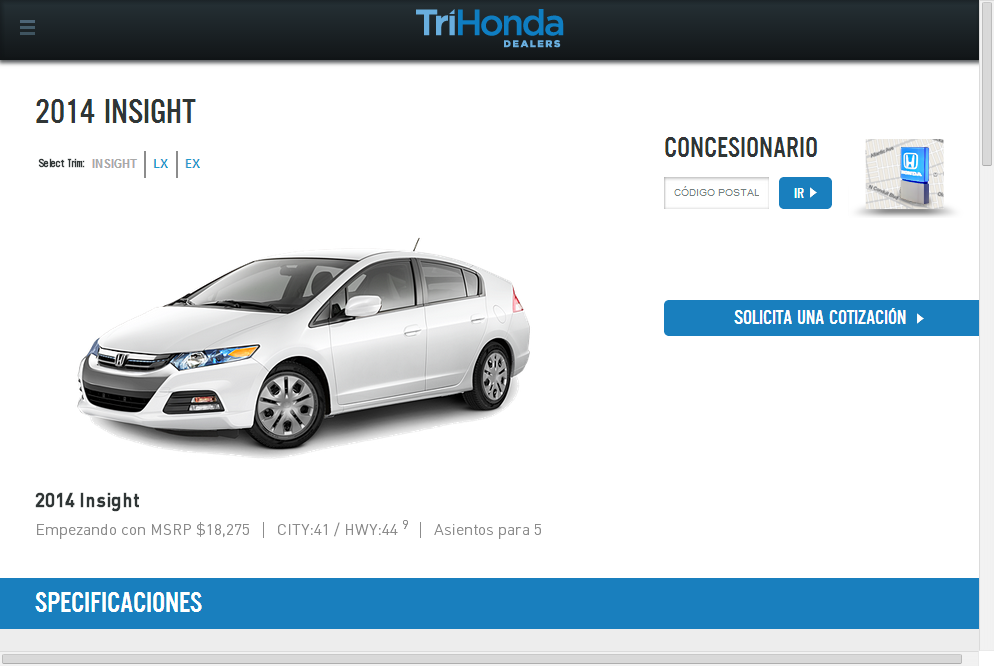 TriHonda
DEALERS
2014 INSIGHT
Select Trim: INSIGHT LX EX
CONCESIONARIO
CÓDIGO POSTAL IR
HONDA
SOLICITA UNA COTIZACIÓN
2014 Insight
Empezando con MSRP $18,275 | CITY:41 / HWY:44 9 | Asientos para 5
SPECIFICACIONES